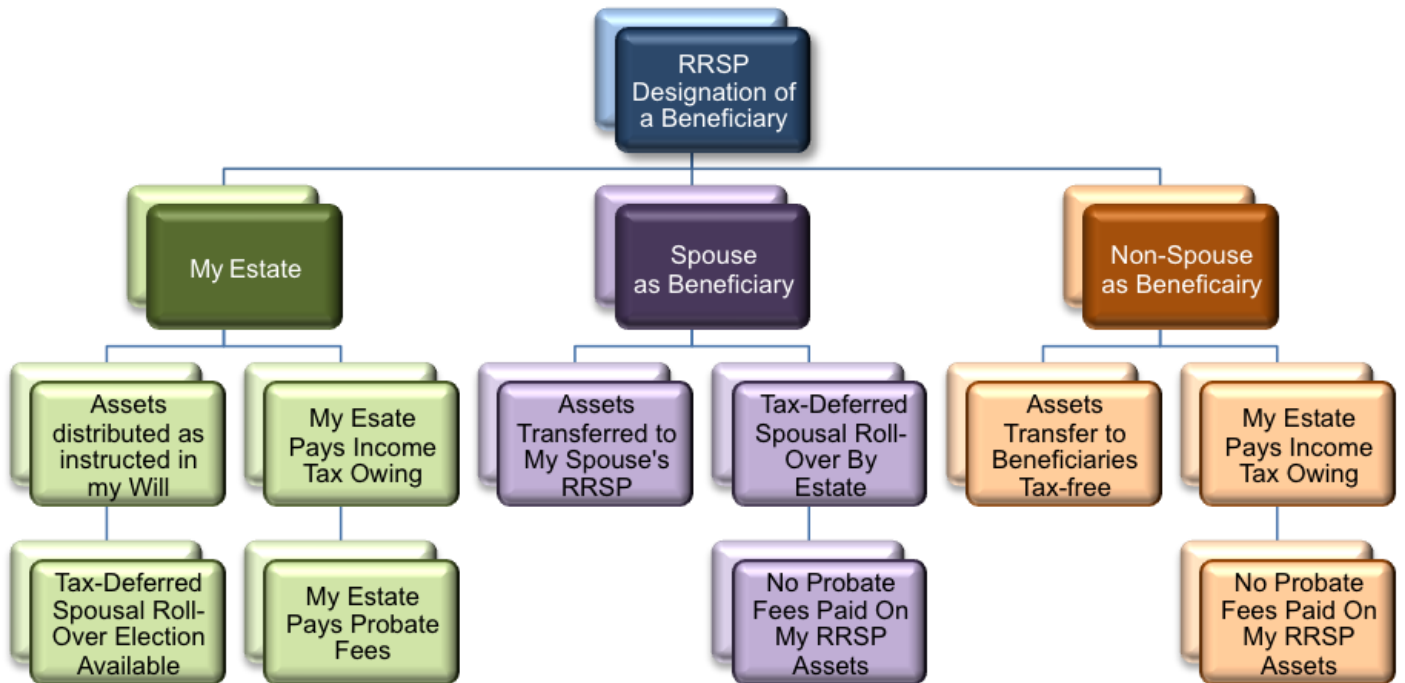 RRSP
Designation of
a Beneficiary
My Estate
Spouse
as Beneficiary
Non-Spouse
as Beneficairy
Assets
distributed as
instructed in
my Will
My Esate
Pays Income
Tax Owing
Assets
Transferred to
My Spouse's
RRSP
Tax-Deferred
Spousal Roll-
Over By
Estate
Assets
Transfer to
Beneficiaries
Tax-free
My Estate
Pays Income
Tax Owing
Tax-Deferred
Spousal Roll-
Over Election
Available
My Estate
Pays Probate
Fees
No Probate
Fees Paid On
My RRSP
Assets
No Probate
Fees Paid On
My RRSP
Assets